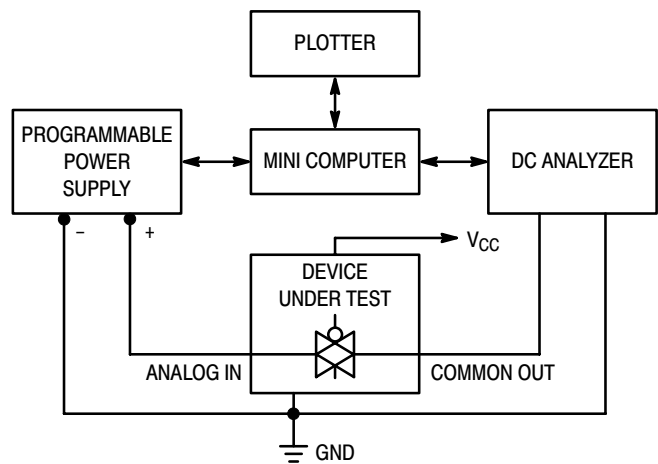 PLOTTER
PROGRAMMABLE
POWER
SUPPLY
MINI COMPUTER
DC ANALYZER
– +
VCC
DEVICE
UNDER TEST
ANALOG IN
COMMON OUT
GND